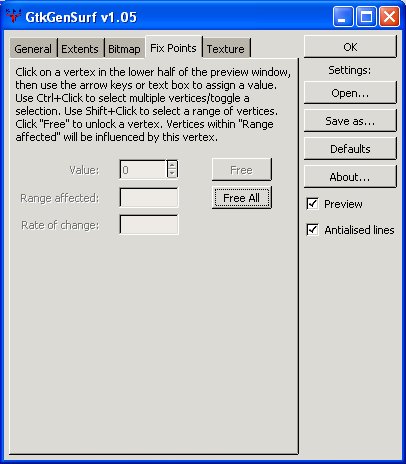 GtkGenSurf v1.05
General Extents Bitmap Fix Points Texture
Click on a vertex in the lower half of the preview window,
then use the arrow keys or text box to assign a value.
Use Ctrl+Click to select multiple vertices/toggle a
selection. Use Shift+Click to select a range of vertices.
Click "Free" to unlock a vertex. Vertices within "Range
affected" will be influenced by this vertex.
Value: 0 Free
Range affected: Free All
Rate of change:
OK
Settings:
Open...
Save as...
Defaults
About...
Preview
Antialised lines